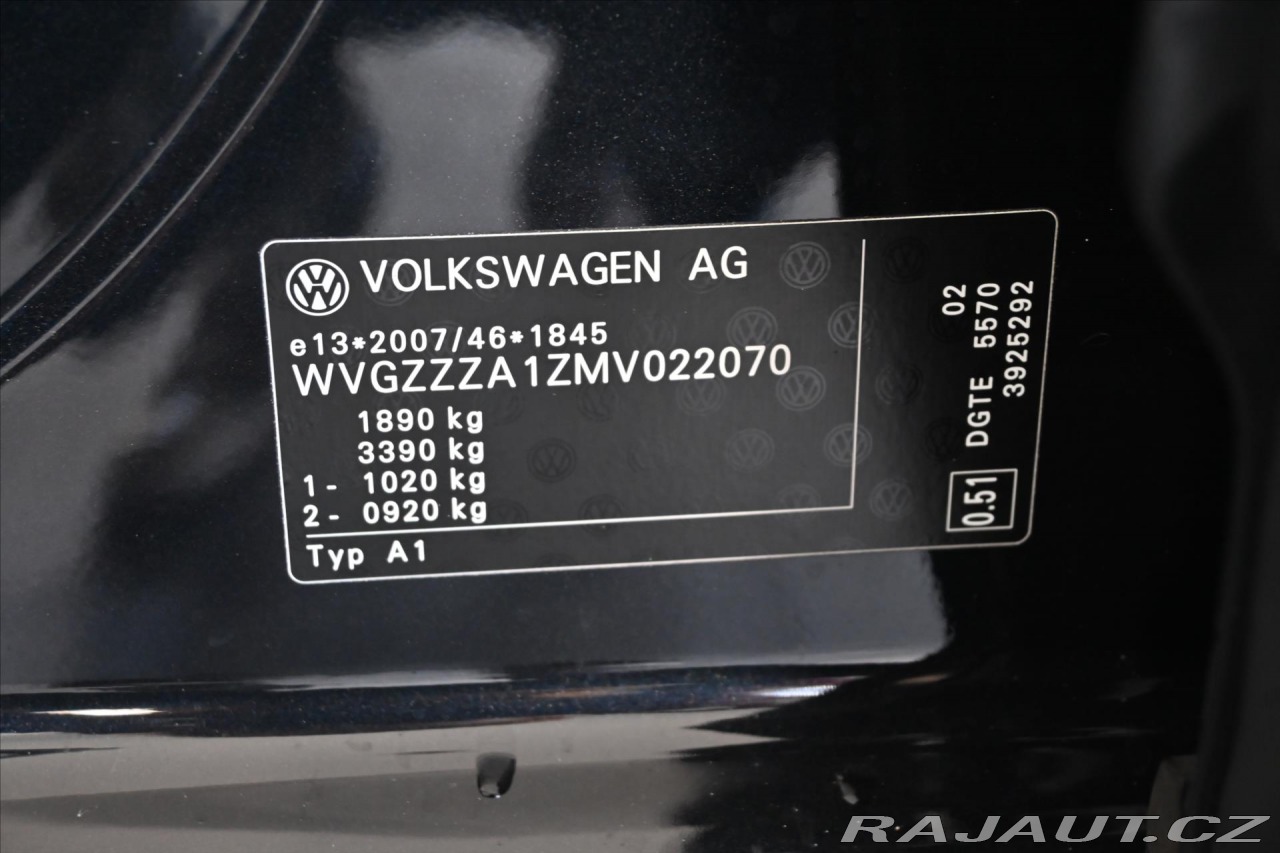 VOLKSWAGEN AG
e13*2007/46*1845
WVGZZZA1ZMV022070
1890 kg
3390 kg
1- 1020 kg
2- 0920 kg
Typ A1
02
DGTE 5570
3925292
0.51
RAJAUT.CZ